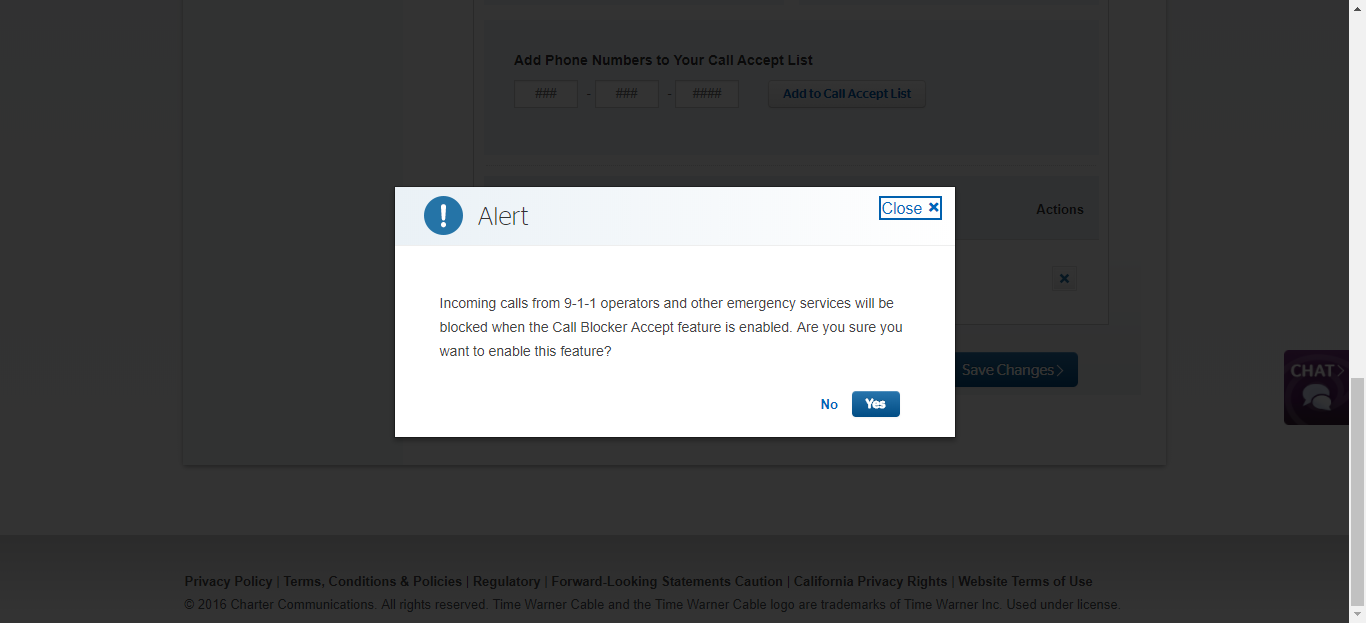 Add Phone Numbers to Your Call Accept List
### - ### - #### Add to Call Accept List
Alert
Close ×
Actions
×
Incoming calls from 9-1-1 operators and other emergency services will be
blocked when the Call Blocker Accept feature is enabled. Are you sure you
want to enable this feature?
No Yes
Save Changes >
CHAT >
Privacy Policy | Terms, Conditions & Policies | Regulatory | Forward-Looking Statements Caution | California Privacy Rights | Website Terms of Use
© 2016 Charter Communications. All rights reserved. Time Warner Cable and the Time Warner Cable logo are trademarks of Time Warner Inc. Used under license.